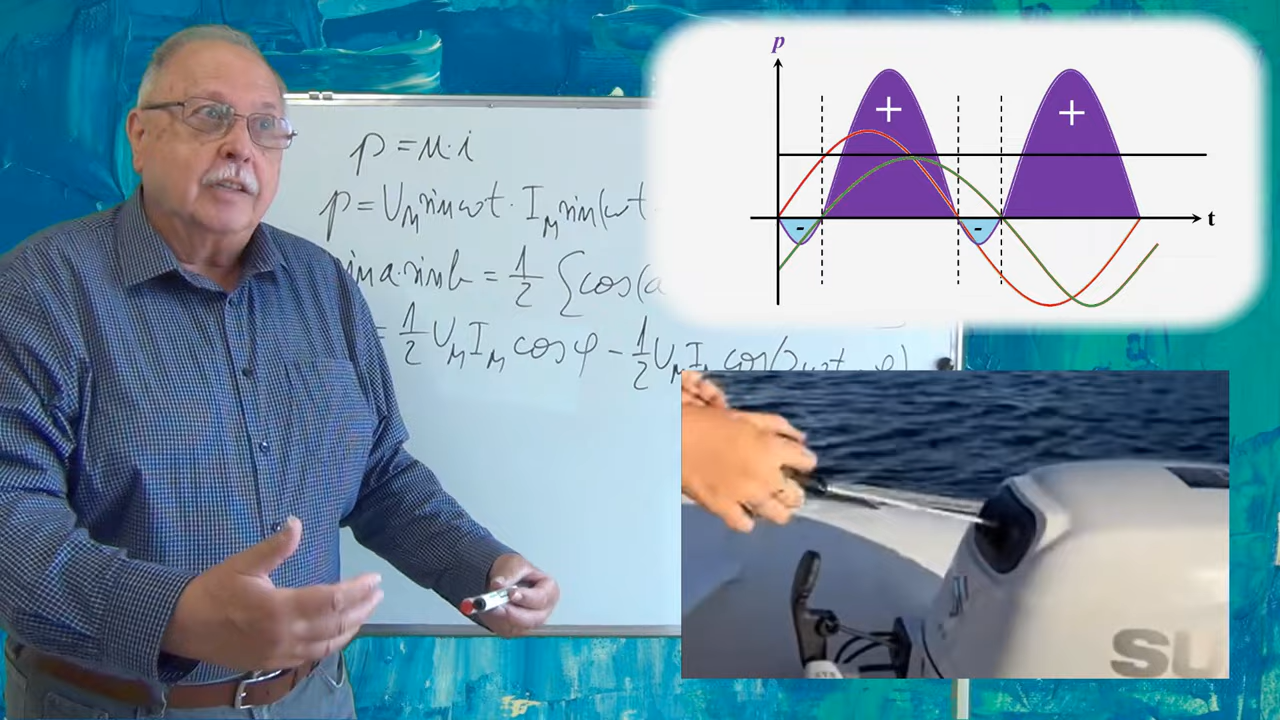 p = u·i
p = U_M sin ωt · I_M sin(ωt
sin a · sin b = 1/2 {cos(a
= 1/2 U_M I_M cos φ - 1/2 U_M I_M cos(2ωt - φ)
p
+ +
- -
t
SU